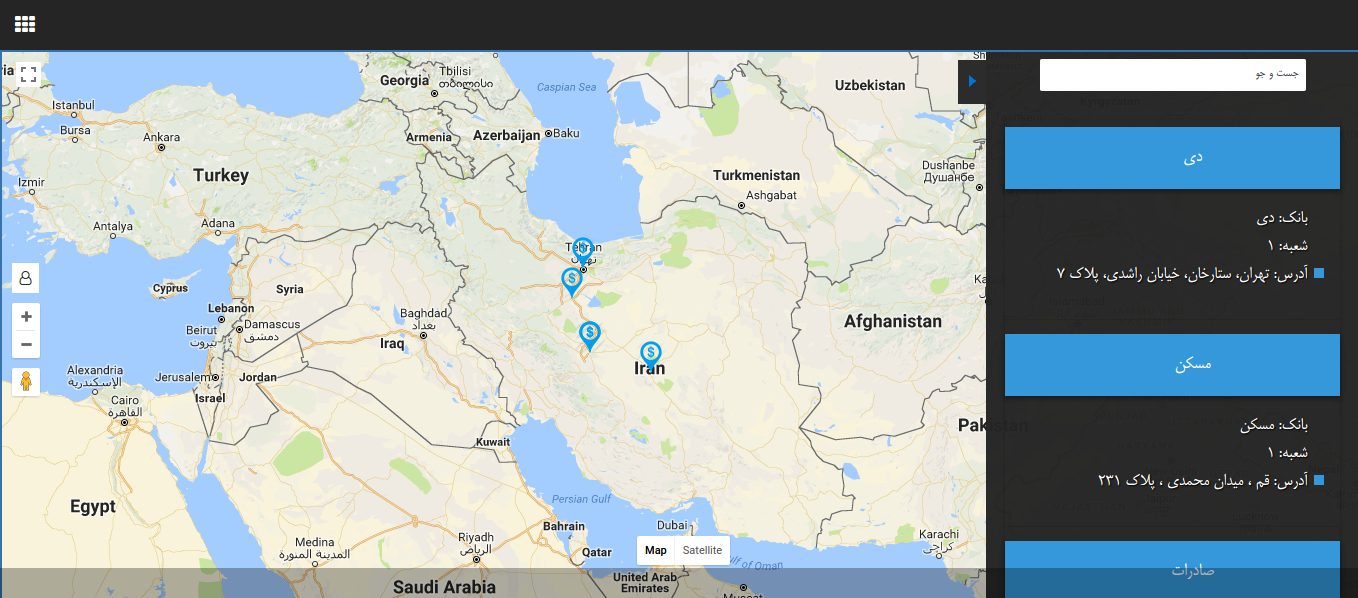 جست و جو
دی
بانک: دی
شعبه: ۱
آدرس: تهران، ستارخان، خیابان راشدی، پلاک ۷
مسکن
بانک: مسکن
شعبه: ۱
آدرس: قم ، میدان محمدی ، پلاک ۲۳۱
صادرات
Georgia
Tbilisi
თბილისი
Caspian Sea
Uzbekistan
Istanbul
Bursa
Ankara
Armenia
Azerbaijan
Baku
Turkey
Turkmenistan
Ashgabat
Dushanbe
Душанбе
Izmir
Antalya
Adana
Tehran
تهران
Cyprus
Syria
Lebanon
Beirut
بيروت
Damascus
دمشق
Baghdad
بغداد
Iraq
Afghanistan
Alexandria
الإسكندرية
Jerusalem
Jordan
Israel
Iran
Cairo
القاهرة
Kuwait
Pakistan
Egypt
Persian Gulf
Bahrain
Dubai
Qatar
Riyadh
الرياض
Medina
المدينة المنورة
Karachi
کراچی
Map
Satellite
Gulf of Oman
United Arab
Emirates
Saudi Arabia